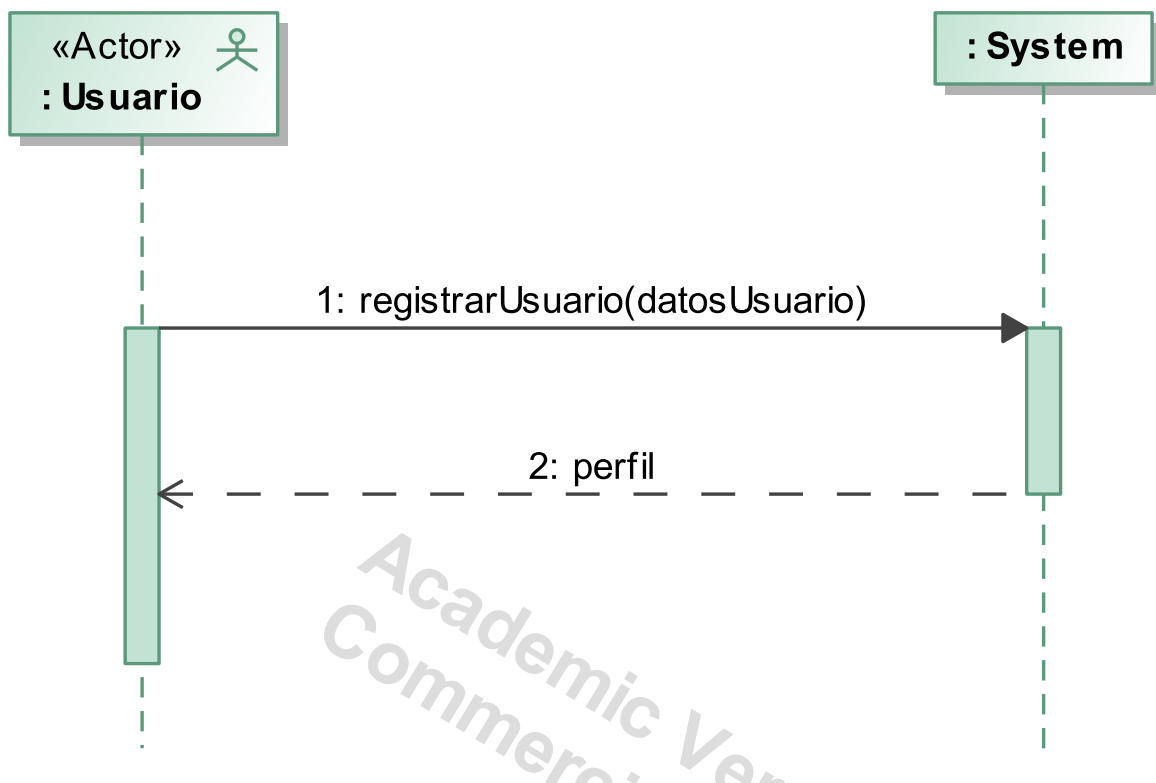 «Actor»
: Usuario
: System
1: registrarUsuario(datosUsuario)
2: perfil
Academic